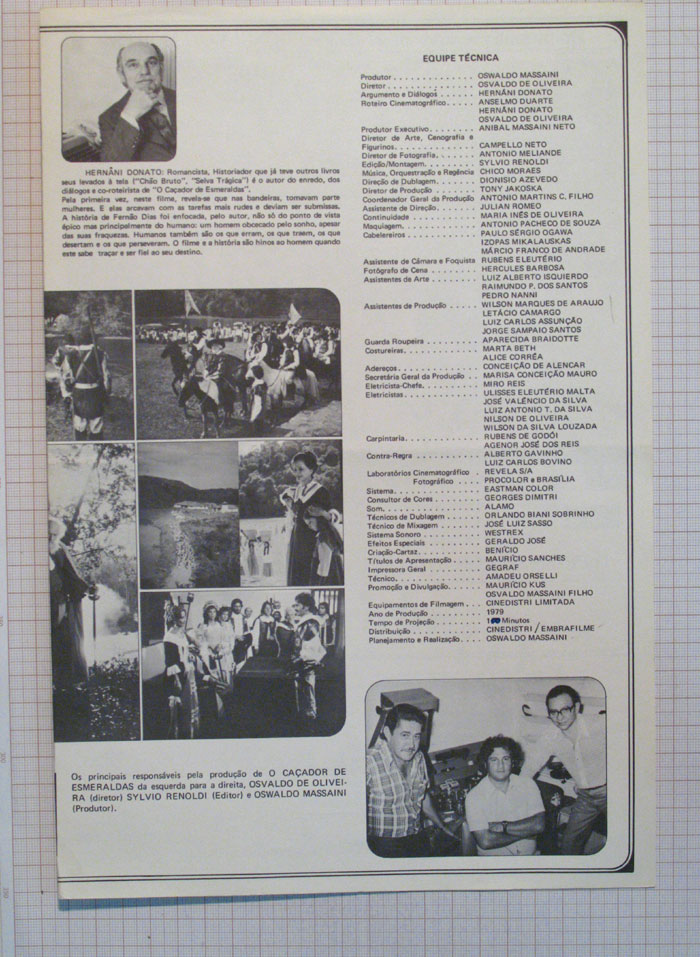 HERNÂNI DONATO: Romancista, Historiador que já teve outros livros
seus levados à tela ("Chão Bruto", "Selva Trágica") é o autor do enredo, dos
diálogos e co-roteirista de "O Caçador de Esmeraldas".
Pela primeira vez, neste filme, revela-se que nas bandeiras, tomavam parte
mulheres. E elas arcavam com as tarefas mais rudes e deviam ser submissas.
A história de Fernão Dias foi enfocada, pelo autor, não só do ponto de vista
épico mas principalmente do humano: um homem obcecado pelo sonho, apesar
das suas fraquezas. Humanos também são os que erram, os que traem, os que
desertam e os que perseveram. O filme e a história são hinos ao homem quando
este sabe traçar e ser fiel ao seu destino.
Os principais responsáveis pela produção de O CAÇADOR DE
ESMERALDAS da esquerda para a direita, OSVALDO DE OLIVEI-
RA (diretor) SYLVIO RENOLDI (Editor) e OSWALDO MASSAINI
(Produtor).
EQUIPE TÉCNICA
Produtor . . . . . . . . . . . . . . OSWALDO MASSAINI
Diretor . . . . . . . . . . . . . . . OSVALDO DE OLIVEIRA
Argumento e Diálogos . . . . . . HERNÂNI DONATO
Roteiro Cinematográfico . . . . . ANSELMO DUARTE
HERNÂNI DONATO
OSVALDO DE OLIVEIRA
Produtor Executivo . . . . . . . . ANIBAL MASSAINI NETO
Diretor de Arte, Cenografia e
Figurinos . . . . . . . . . . . . . . CAMPELLO NETO
Diretor de Fotografia . . . . . . . ANTONIO MELIANDE
Edição/Montagem . . . . . . . . . SYLVIO RENOLDI
Música, Orquestração e Regência CHICO MORAES
Direção de Dublagem . . . . . . . DIONISIO AZEVEDO
Diretor de Produção . . . . . . . TONY JAKOSKA
Coordenador Geral da Produção ANTONIO MARTINS C. FILHO
Assistente de Direção . . . . . . . JULIAN ROMEO
Continuidade . . . . . . . . . . . . MARIA INÊS DE OLIVEIRA
Maquiagem . . . . . . . . . . . . . ANTONIO PACHECO DE SOUZA
Cabelereiros . . . . . . . . . . . . PAULO SÉRGIO OGAWA
IZOPAS MIKALAUSKAS
MÁRCIO FRANCO DE ANDRADE
Assistente de Câmara e Foquista RUBENS ELEUTÉRIO
Fotógrafo de Cena . . . . . . . . HERCULES BARBOSA
Assistentes de Arte . . . . . . . . LUIZ ALBERTO IZQUIERDO
RAIMUNDO P. DOS SANTOS
PEDRO NANNI
Assistentes de Produção . . . . . WILSON MARQUES DE ARAUJO
LETÁCIO CAMARGO
LUIZ CARLOS ASSUNÇÃO
JORGE SAMPAIO SANTOS
Guarda Roupeira . . . . . . . . . APARECIDA BRAIDOTTE
Costureiras . . . . . . . . . . . . . MARTA BETH
ALICE CORRÊA
Adereços . . . . . . . . . . . . . . CONCEIÇÃO DE ALENCAR
Secretária Geral da Produção . . MARISA CONCEIÇÃO MAURO
Eletricista-Chefe . . . . . . . . . . MIRO REIS
Eletricistas . . . . . . . . . . . . . ULISSES ELEUTÉRIO MALTA
JOSÉ VALÊNCIO DA SILVA
LUIZ ANTONIO T. DA SILVA
NILSON DE OLIVEIRA
WILSON DA SILVA LOUZADA
Carpintaria . . . . . . . . . . . . . RUBENS DE GODÓI
AGENOR JOSÉ DOS REIS
Contra-Regra . . . . . . . . . . . ALBERTO GAVINHO
LUIZ CARLOS BOVINO
Laboratórios Cinematográfico . REVELA S/A
Fotográfico . . . . PROCOLOR e BRASÍLIA
Sistema . . . . . . . . . . . . . . . EASTMAN COLOR
Consultor de Cores . . . . . . . . GEORGES DIMITRI
Som . . . . . . . . . . . . . . . . . ALAMO
Técnicos de Dublagem . . . . . . ORLANDO BIANI SOBRINHO
Técnico de Mixagem . . . . . . . JOSÉ LUIZ SASSO
Sistema Sonoro . . . . . . . . . . WESTREX
Efeitos Especiais . . . . . . . . . GERALDO JOSÉ
Criação-Cartaz . . . . . . . . . . . BENÍCIO
Títulos de Apresentação . . . . . MAURÍCIO SANCHES
Impressora Geral . . . . . . . . . GEGRAF
Técnico . . . . . . . . . . . . . . . AMADEU ORSELLI
Promoção e Divulgação . . . . . . MAURÍCIO KUS
OSVALDO MASSAINI FILHO
Equipamentos de Filmagem . . . CINEDISTRI LIMITADA
Ano de Produção . . . . . . . . . 1979
Tempo de Projeção . . . . . . . . Minutos
Distribuição . . . . . . . . . . . . CINEDISTRI / EMBRAFILME
Planejamento e Realização . . . . OSWALDO MASSAINI